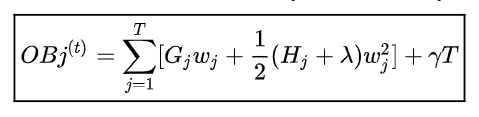 $OBj^{(t)} = \sum_{j=1}^{T}[G_j w_j + \frac{1}{2}(H_j + \lambda)w_j^2] + \gamma T$